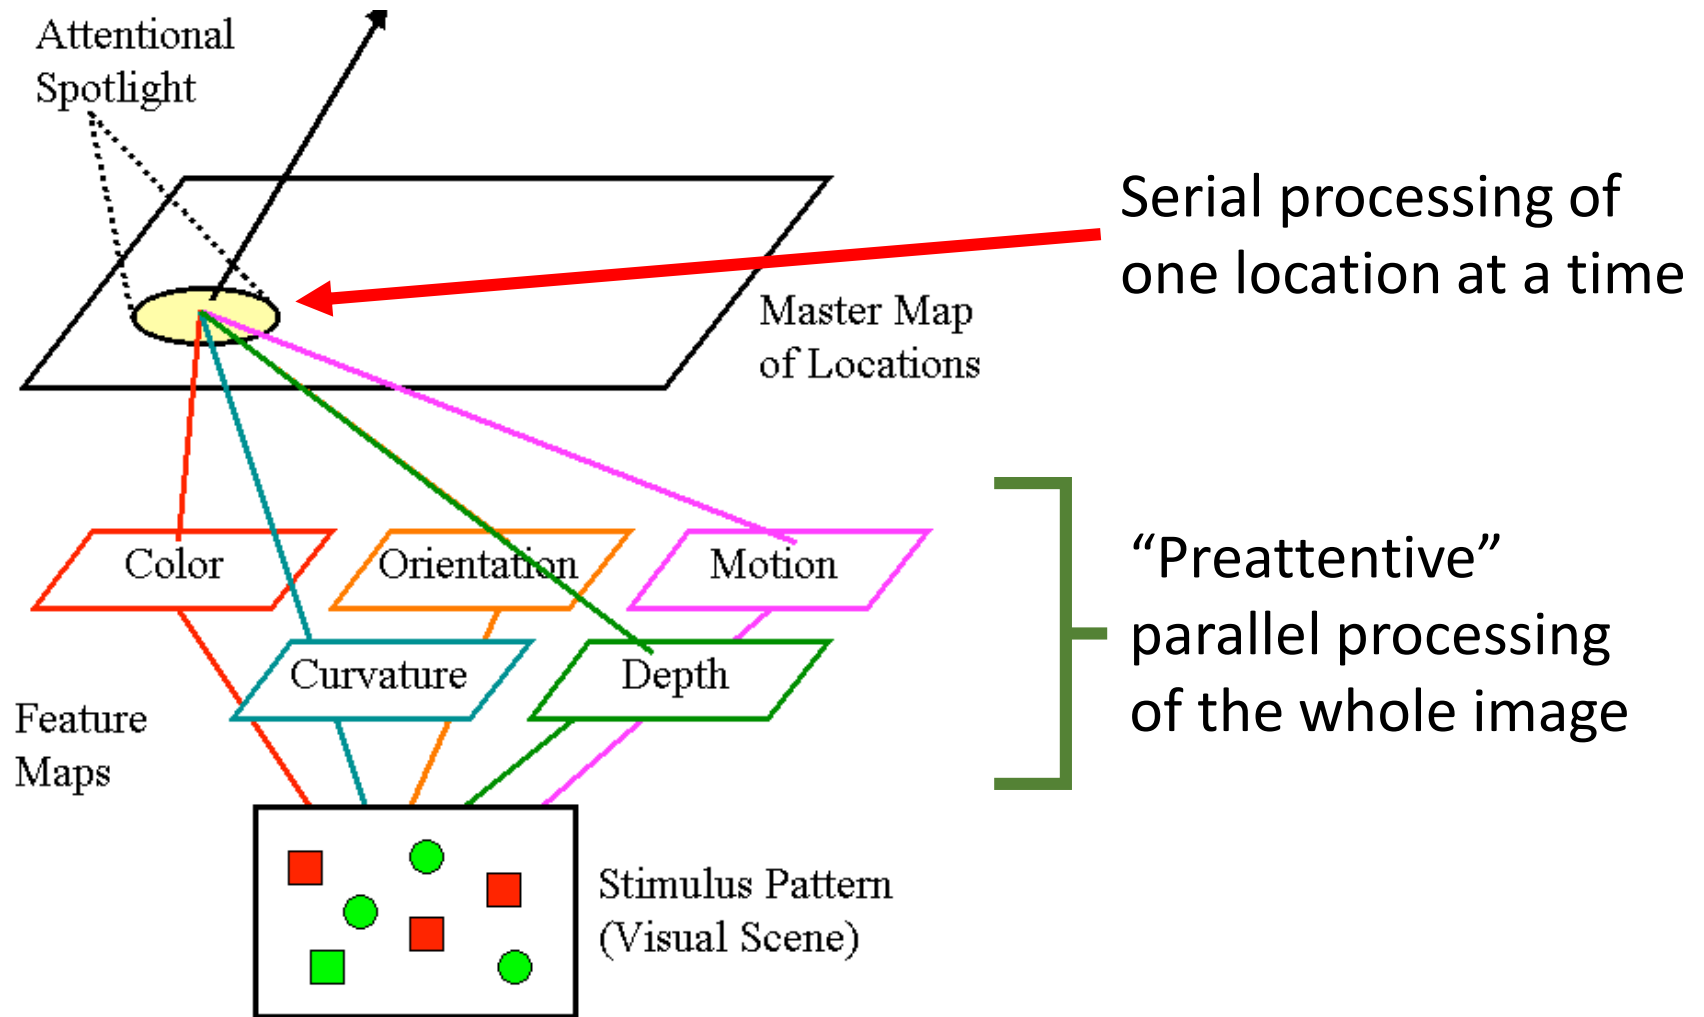 Attentional
Spotlight
Serial processing of
one location at a time
Master Map
of Locations
Color
Orientation
Motion
“Preattentive”
parallel processing
of the whole image
Curvature
Depth
Feature
Maps
Stimulus Pattern
(Visual Scene)